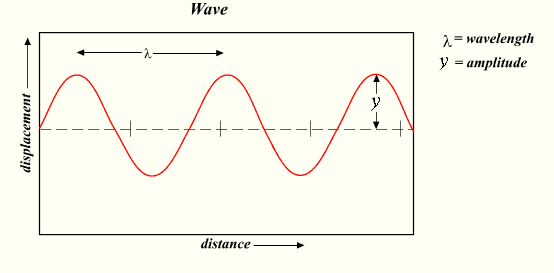 Wave
λ
λ = wavelength
y = amplitude
y
displacement
distance